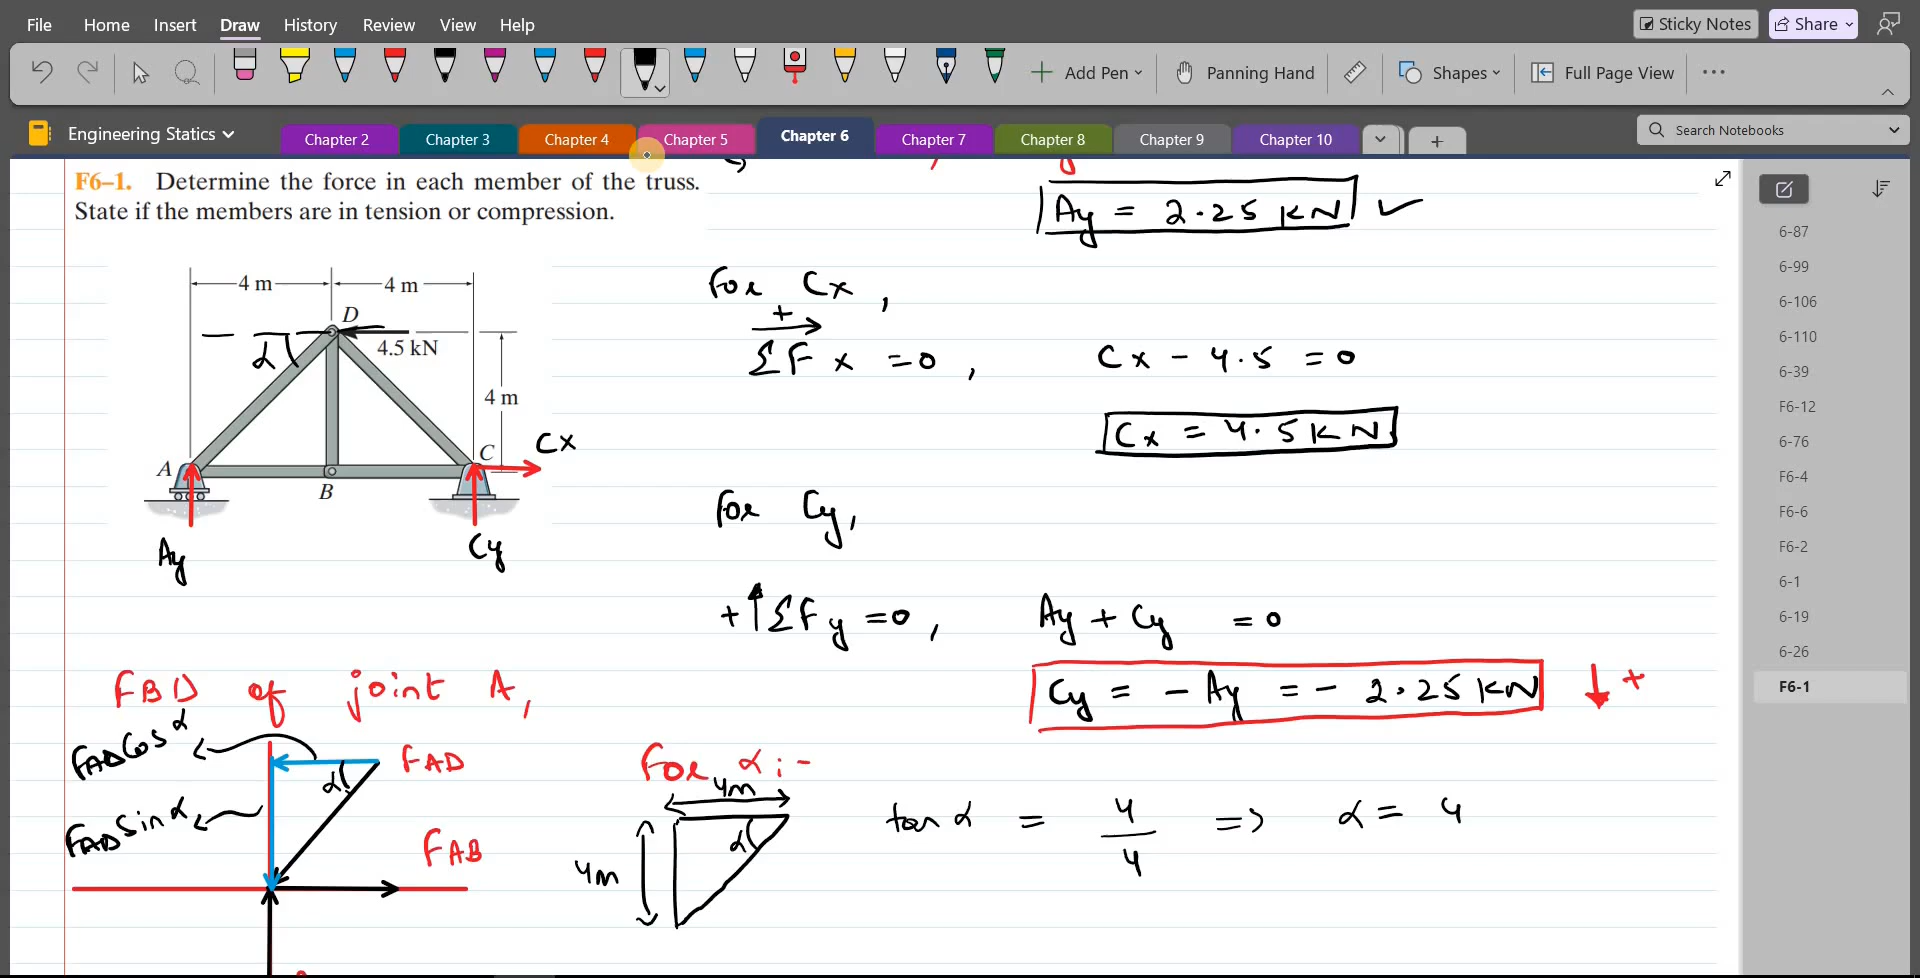 File Home Insert Draw History Review View Help
Sticky Notes Share
Add Pen Panning Hand Shapes Full Page View
Engineering Statics Chapter 2 Chapter 3 Chapter 4 Chapter 5 Chapter 6 Chapter 7 Chapter 8 Chapter 9 Chapter 10 + Search Notebooks
F6–1. Determine the force in each member of the truss.
State if the members are in tension or compression.
4 m 4 m
D
α
4.5 kN
4 m
A
B
C
Cx
Ay
Cy
Ay = 2.25 KN ✓
For Cx ,
+
ΣFx = 0 , Cx - 4.5 = 0
Cx = 4.5 KN
For Cy,
+↑ΣFy = 0 , Ay + Cy = 0
Cy = - Ay = - 2.25 KN ↓ +
FBD of joint A,
FAD Cos α
FAD
α
FAD Sin α
FAB
For α :-
4m
4m
α
tan α = 4/4 => α = 4
6-87
6-99
6-106
6-110
6-39
F6-12
6-76
F6-4
F6-6
F6-2
6-1
6-19
6-26
F6-1